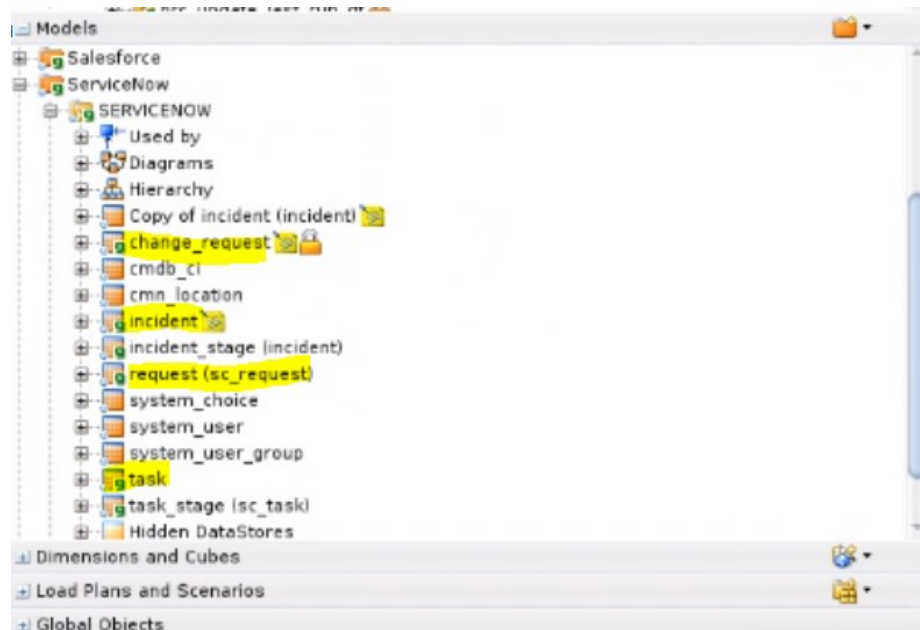 Models
Salesforce
ServiceNow
SERVICENOW
Used by
Diagrams
Hierarchy
Copy of incident (incident)
change_request
cmdb_ci
cmn_location
incident
incident_stage (incident)
request (sc_request)
system_choice
system_user
system_user_group
task
task_stage (sc_task)
Hidden DataStores
Dimensions and Cubes
Load Plans and Scenarios
Global Objects